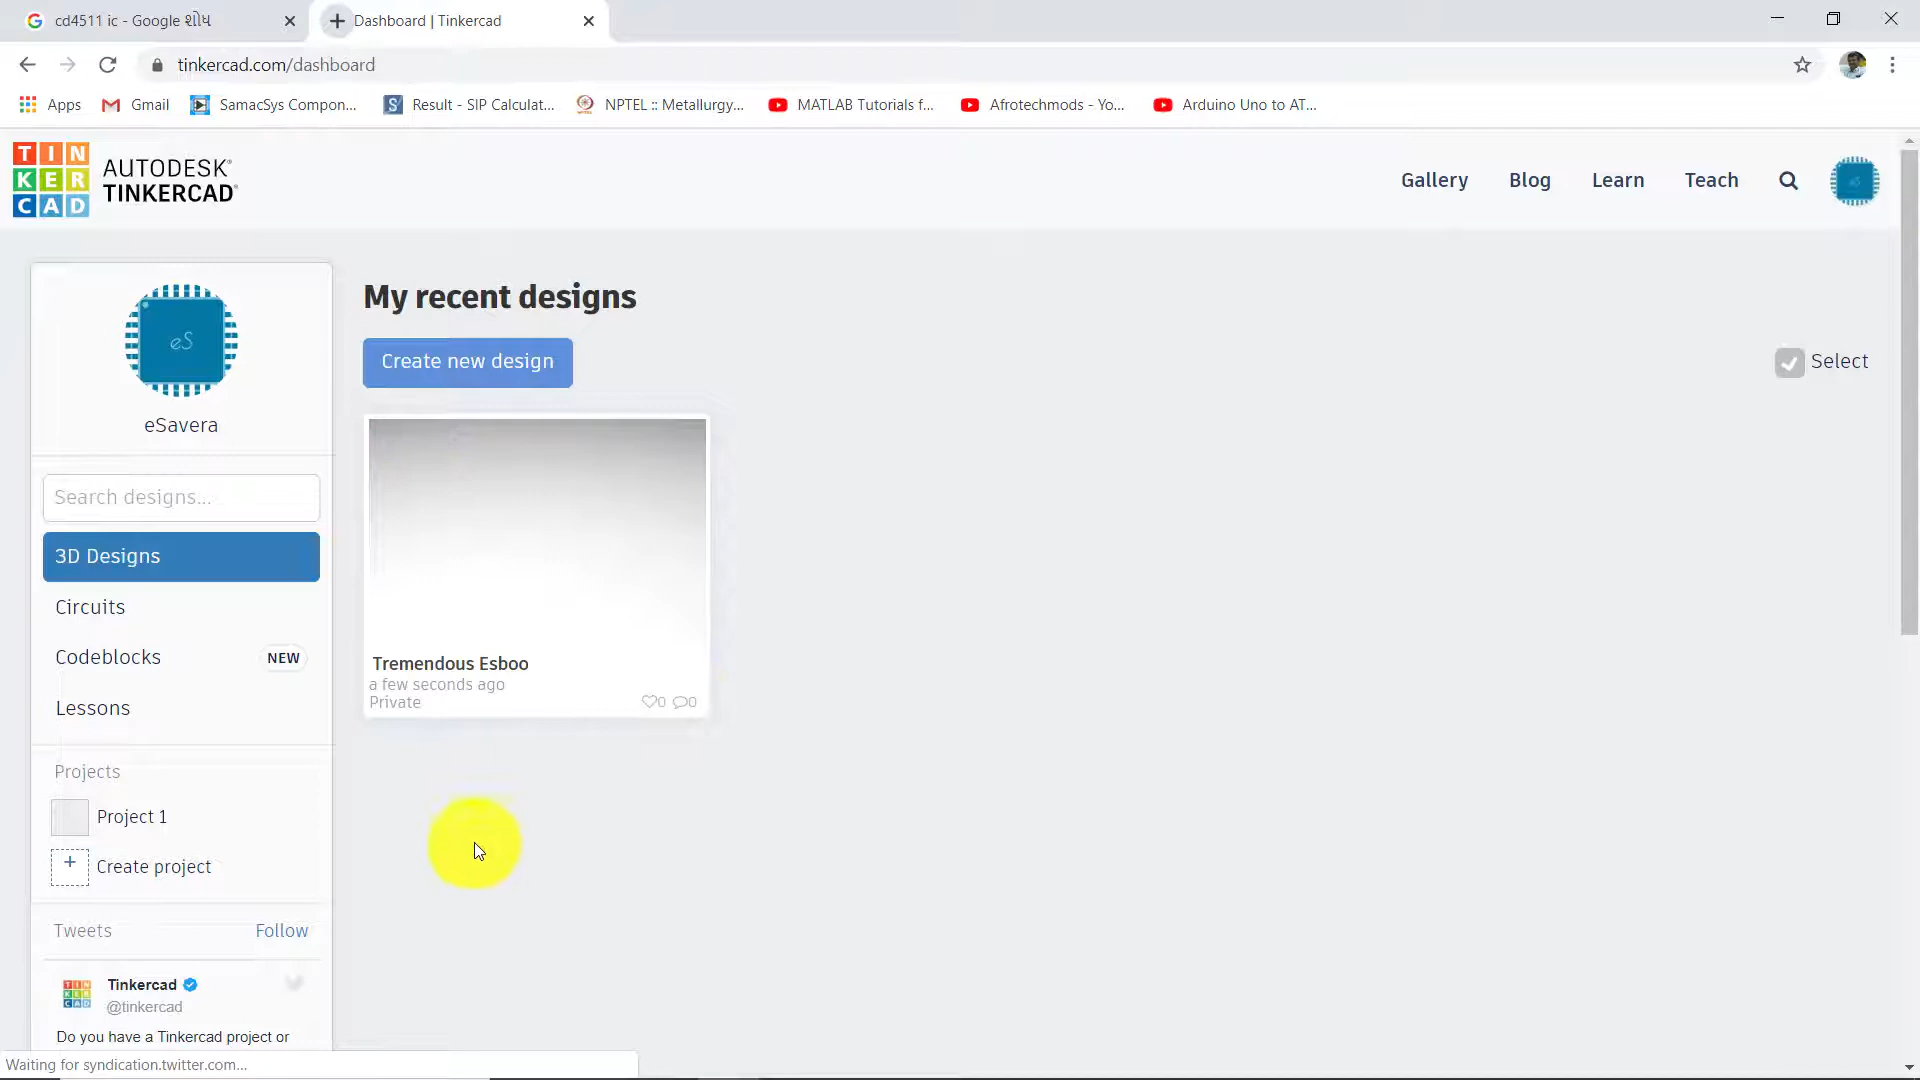 cd4511 ic - Google શોધ
Dashboard | Tinkercad
tinkercad.com/dashboard
Apps
Gmail
SamacSys Compon...
Result - SIP Calculat...
NPTEL :: Metallurgy...
MATLAB Tutorials f...
Afrotechmods - Yo...
Arduino Uno to AT...
TIN
KER
CAD
AUTODESK®
TINKERCAD®
Gallery
Blog
Learn
Teach
eS
eSavera
Search designs...
3D Designs
Circuits
Codeblocks NEW
Lessons
Projects
Project 1
+ Create project
Tweets Follow
Tinkercad
@tinkercad
Do you have a Tinkercad project or
My recent designs
Create new design
Select
Tremendous Esboo
a few seconds ago
Private 0 0
Waiting for syndication.twitter.com...